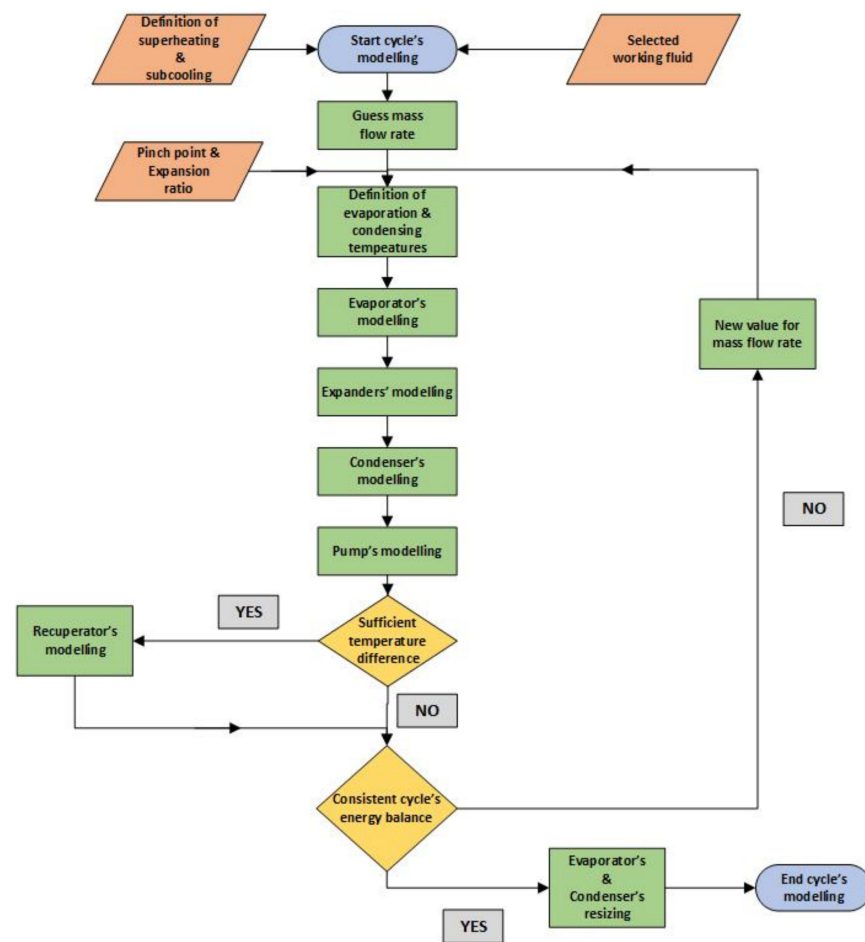 Definition of
superheating
&
subcooling
Start cycle's
modelling
Selected
working fluid
Guess mass
flow rate
Pinch point &
Expansion
ratio
Definition of
evaporation &
condensing
tempeatures
Evaporator's
modelling
New value for
mass flow rate
Expanders' modelling
Condenser's
modelling
NO
Pump's modelling
YES
Sufficient
temperature
difference
Recuperator's
modelling
NO
Consistent cycle's
energy balance
Evaporator's
&
Condenser's
resizing
End cycle's
modelling
YES